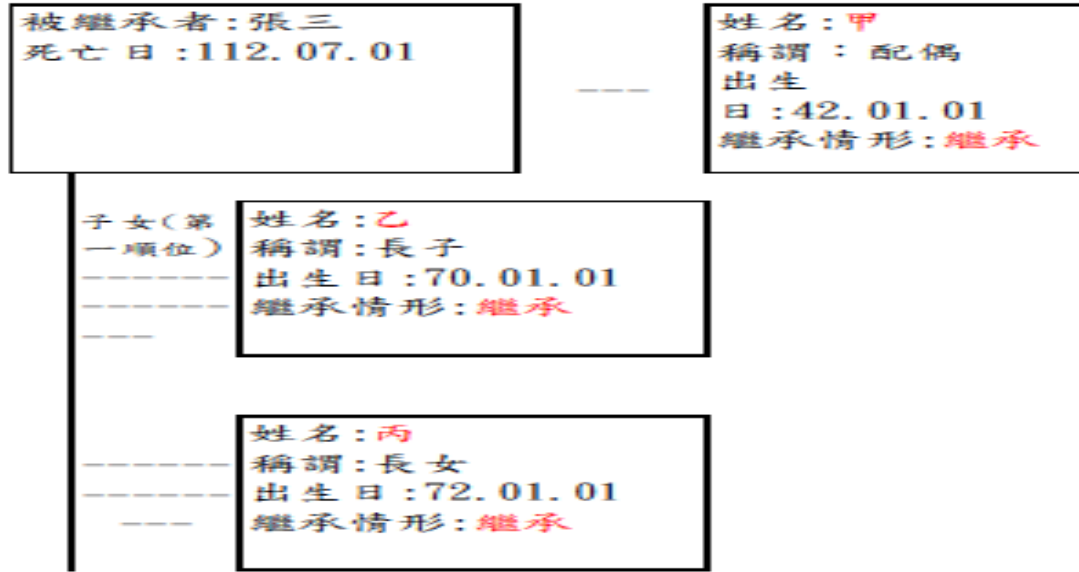 被繼承者:張三
死亡日:112.07.01
姓名:甲
稱謂：配偶
出生
日:42.01.01
繼承情形:繼承
子女(第
一順位)
姓名:乙
稱謂:長子
出生日:70.01.01
繼承情形:繼承
姓名:丙
稱謂:長女
出生日:72.01.01
繼承情形:繼承